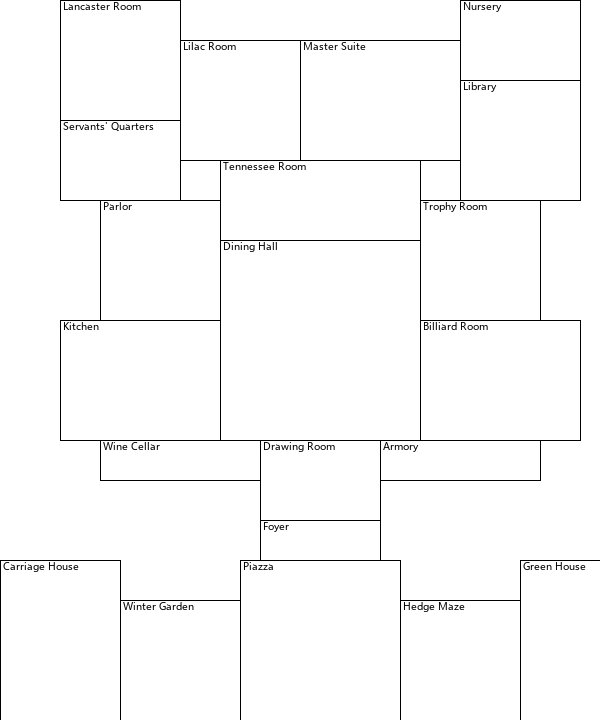 Lancaster Room
Nursery
Lilac Room
Master Suite
Library
Servants' Quarters
Tennessee Room
Parlor
Trophy Room
Dining Hall
Kitchen
Billiard Room
Wine Cellar
Drawing Room
Armory
Foyer
Carriage House
Piazza
Green House
Winter Garden
Hedge Maze